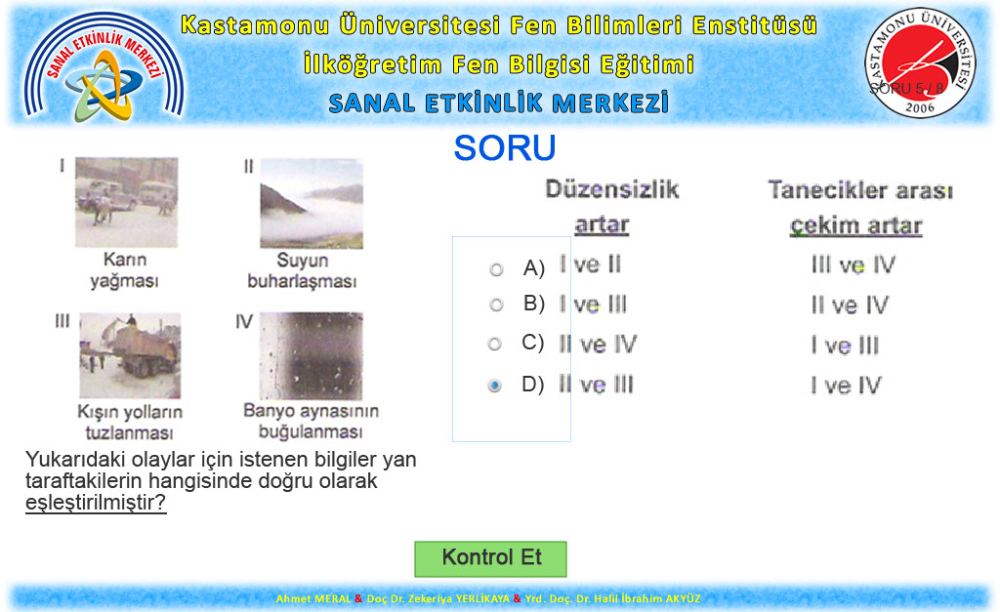 Kastamonu Üniversitesi Fen Bilimleri Enstitüsü
İlköğretim Fen Bilgisi Eğitimi
SANAL ETKİNLİK MERKEZİ
SANAL ETKİNLİK MERKEZİ
KASTAMONU ÜNİVERSİTESİ
2006
SORU 5 / 8
SORU
I
Karın
yağması
II
Suyun
buharlaşması
III
Kışın yolların
tuzlanması
IV
Banyo aynasının
buğulanması
Yukarıdaki olaylar için istenen bilgiler yan
taraftakilerin hangisinde doğru olarak
eşleştirilmiştir?
Düzensizlik artar
Tanecikler arası çekim artar
A) I ve II III ve IV
B) I ve III II ve IV
C) II ve IV I ve III
D) II ve III I ve IV
Kontrol Et
Ahmet MERAL & Doç Dr. Zekeriya YERLİKAYA & Yrd. Doç. Dr. Halil İbrahim AKYÜZ